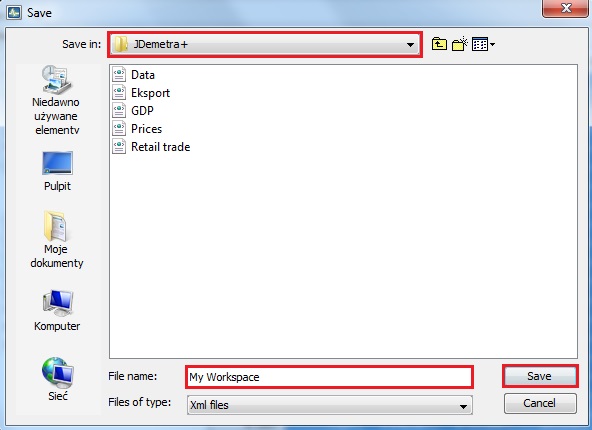 Save
Save in: JDemetra+
Niedawno
używane
elementv
Pulpit
Moje
dokumenty
Komputer
Sieć
Data
Eksport
GDP
Prices
Retail trade
File name: My Workspace Save
Files of type: Xml files Cancel